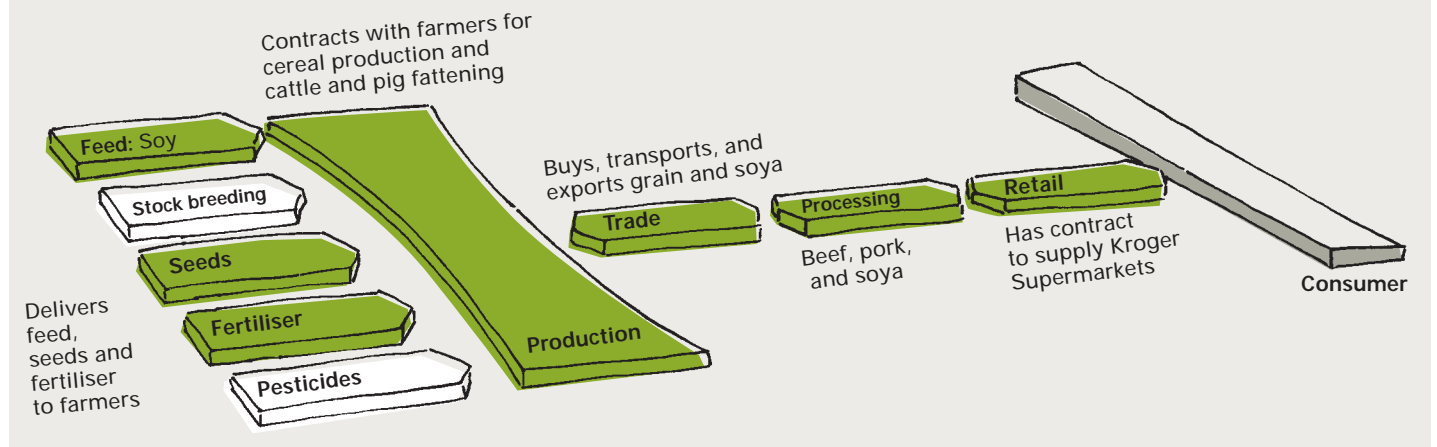 Contracts with farmers for
cereal production and
cattle and pig fattening
Feed: Soy
Stock breeding
Seeds
Fertiliser
Pesticides
Delivers
feed,
seeds and
fertiliser
to farmers
Production
Buys, transports, and
exports grain and soya
Trade
Processing
Beef, pork,
and soya
Retail
Has contract
to supply Kroger
Supermarkets
Consumer